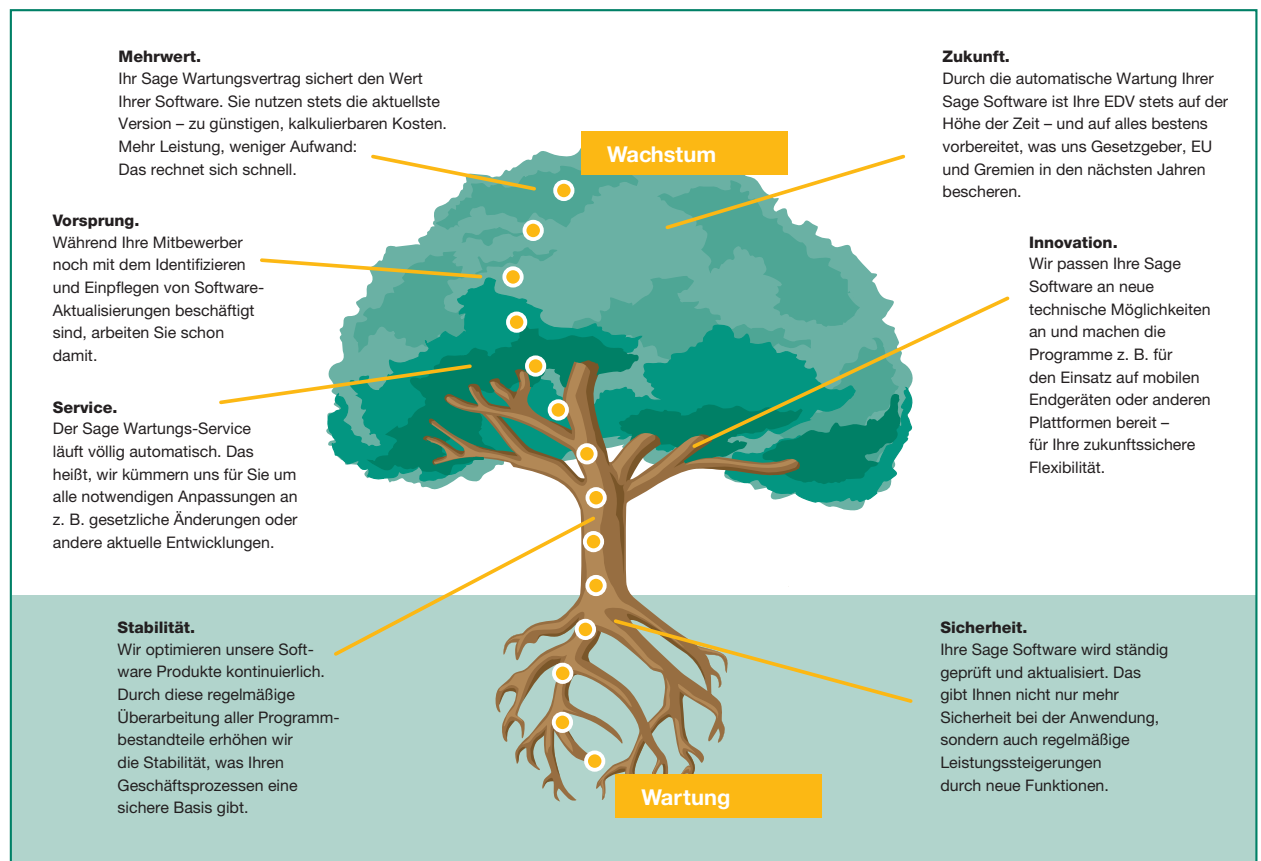 Mehrwert.
Ihr Sage Wartungsvertrag sichert den Wert
Ihrer Software. Sie nutzen stets die aktuellste
Version – zu günstigen, kalkulierbaren Kosten.
Mehr Leistung, weniger Aufwand:
Das rechnet sich schnell.
Zukunft.
Durch die automatische Wartung Ihrer
Sage Software ist Ihre EDV stets auf der
Höhe der Zeit – und auf alles bestens
vorbereitet, was uns Gesetzgeber, EU
und Gremien in den nächsten Jahren
bescheren.
Wachstum
Vorsprung.
Während Ihre Mitbewerber
noch mit dem Identifizieren
und Einpflegen von Software-
Aktualisierungen beschäftigt
sind, arbeiten Sie schon
damit.
Innovation.
Wir passen Ihre Sage
Software an neue
technische Möglichkeiten
an und machen die
Programme z. B. für
den Einsatz auf mobilen
Endgeräten oder anderen
Plattformen bereit –
für Ihre zukunftssichere
Flexibilität.
Service.
Der Sage Wartungs-Service
läuft völlig automatisch. Das
heißt, wir kümmern uns für Sie um
alle notwendigen Anpassungen an
z. B. gesetzliche Änderungen oder
andere aktuelle Entwicklungen.
Stabilität.
Wir optimieren unsere Soft-
ware Produkte kontinuierlich.
Durch diese regelmäßige
Überarbeitung aller Programm-
bestandteile erhöhen wir
die Stabilität, was Ihren
Geschäftsprozessen eine
sichere Basis gibt.
Sicherheit.
Ihre Sage Software wird ständig
geprüft und aktualisiert. Das
gibt Ihnen nicht nur mehr
Sicherheit bei der Anwendung,
sondern auch regelmäßige
Leistungssteigerungen
durch neue Funktionen.
Wartung